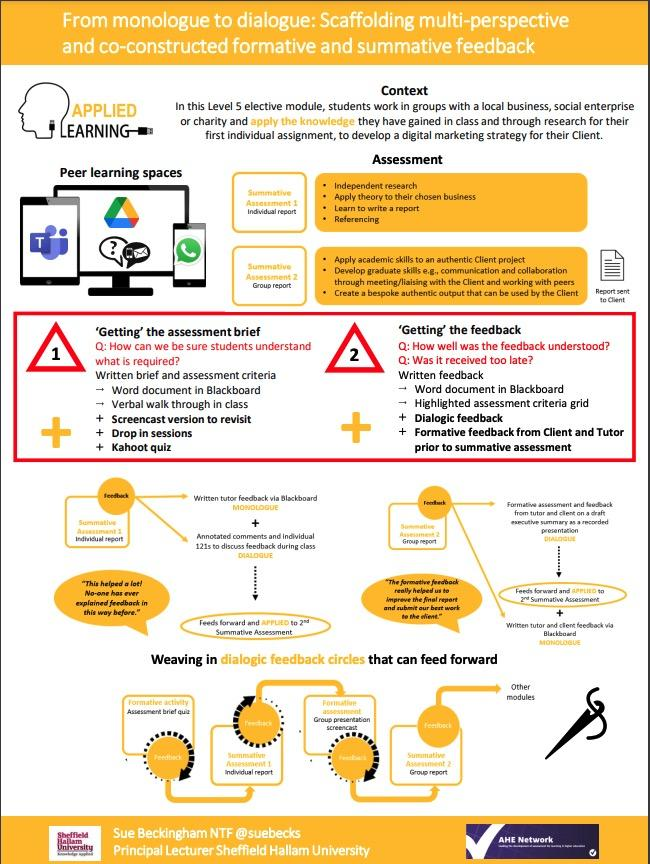 From monologue to dialogue: Scaffolding multi-perspective
and co-constructed formative and summative feedback
APPLIED
LEARNING
Context
In this Level 5 elective module, students work in groups with a local business, social enterprise
or charity and apply the knowledge they have gained in class and through research for their
first individual assignment, to develop a digital marketing strategy for their Client.
Assessment
Peer learning spaces
T
?
Summative
Assessment 1
Individual report
• Independent research
• Apply theory to their chosen business
• Learn to write a report
• Referencing
Summative
Assessment 2
Group report
• Apply academic skills to an authentic Client project
• Develop graduate skills e.g., communication and collaboration
through meeting/liaising with the Client and working with peers
• Create a bespoke authentic output that can be used by the Client
Report sent
to Client
1
'Getting' the assessment brief
Q: How can we be sure students understand
what is required?
Written brief and assessment criteria
→ Word document in Blackboard
→ Verbal walk through in class
+ Screencast version to revisit
+ Drop in sessions
+ Kahoot quiz
2
'Getting' the feedback
Q: How well was the feedback understood?
Q: Was it received too late?
Written feedback
→ Word document in Blackboard
→ Highlighted assessment criteria grid
+ Dialogic feedback
+ Formative feedback from Client and Tutor
prior to summative assessment
Feedback
Summative
Assessment 1
Individual report
Written tutor feedback via Blackboard
MONOLOGUE
+
Annotated comments and individual
121s to discuss feedback during class
DIALOGUE
"This helped a lot!
No-one has ever
explained feedback in
this way before."
Feeds forward and APPLIED to 2nd
Summative Assessment
Feedback
Summative
Assessment 2
Group report
Formative assessment and feedback
from tutor and client on a draft
executive summary as a recorded
presentation
DIALOGUE
"The formative feedback
really helped us to
improve the final report
and submit our best work
to the client."
Feeds forward and APPLIED to
2nd Summative Assessment
+
Written tutor and client feedback via
Blackboard
MONOLOGUE
Weaving in dialogic feedback circles that can feed forward
Formative activity
Assessment brief quiz
Feedback
Feedback
Summative
Assessment 1
Individual report
Formative
assessment
Group presentation
screencast
Feedback
Feedback
Summative
Assessment 2
Group report
Other
modules
Sheffield
Hallam
University
Knowledge Applied
Sue Beckingham NTF @suebecks
Principal Lecturer Sheffield Hallam University
AHE Network
Leading the development of assessment for learning in higher education